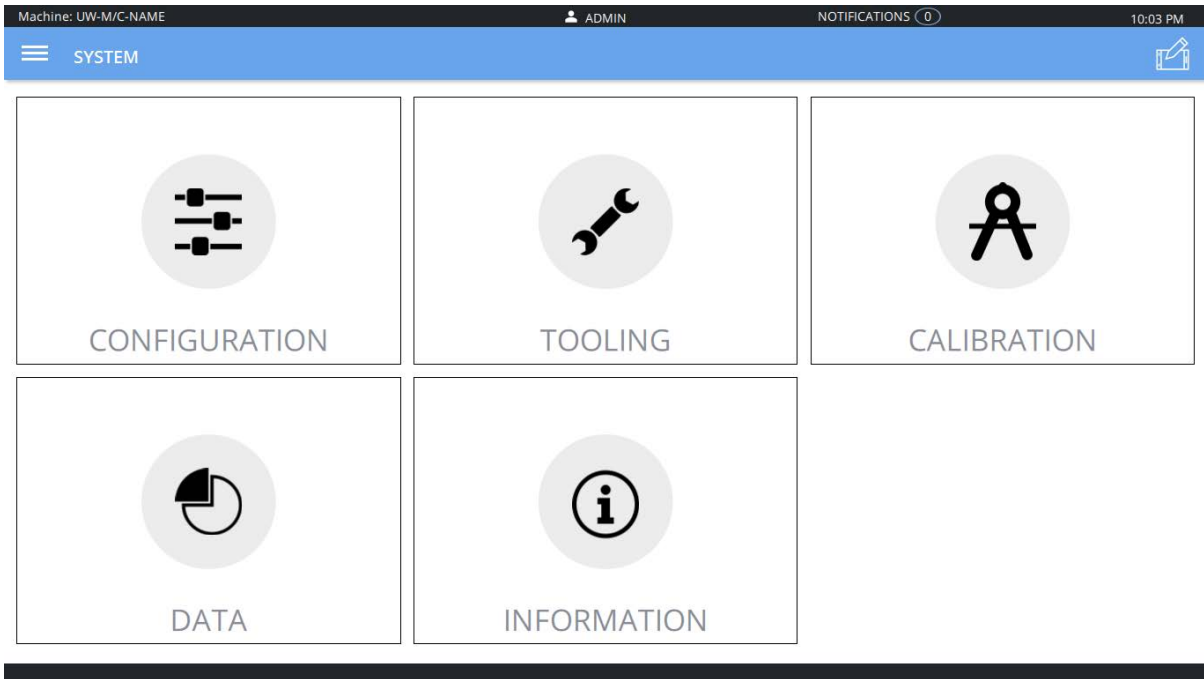 Machine: UW-M/C-NAME ADMIN NOTIFICATIONS 0 10:03 PM
SYSTEM
CONFIGURATION TOOLING CALIBRATION
DATA INFORMATION